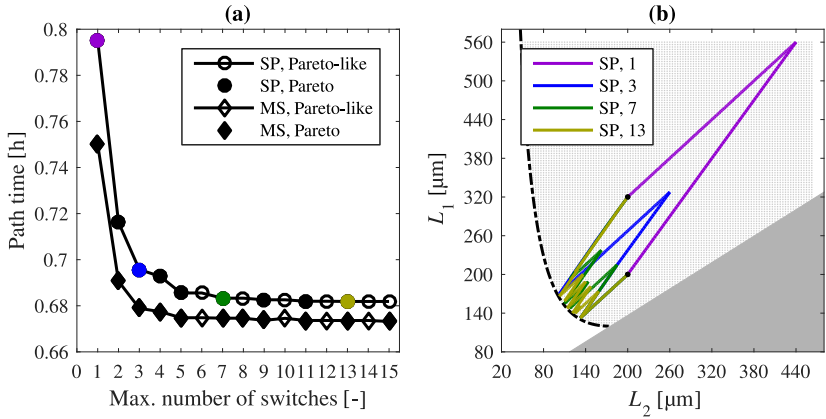 (a)
0.8
0.78
0.76
0.74
0.72
0.7
0.68
0.66
Path time [h]
SP, Pareto-like
SP, Pareto
MS, Pareto-like
MS, Pareto
0 1 2 3 4 5 6 7 8 9 10 11 12 13 14 15
Max. number of switches [-]
(b)
560
500
440
380
320
260
200
140
80
L1 [µm]
SP, 1
SP, 3
SP, 7
SP, 13
20 80 140 200 260 320 380 440
L2 [µm]